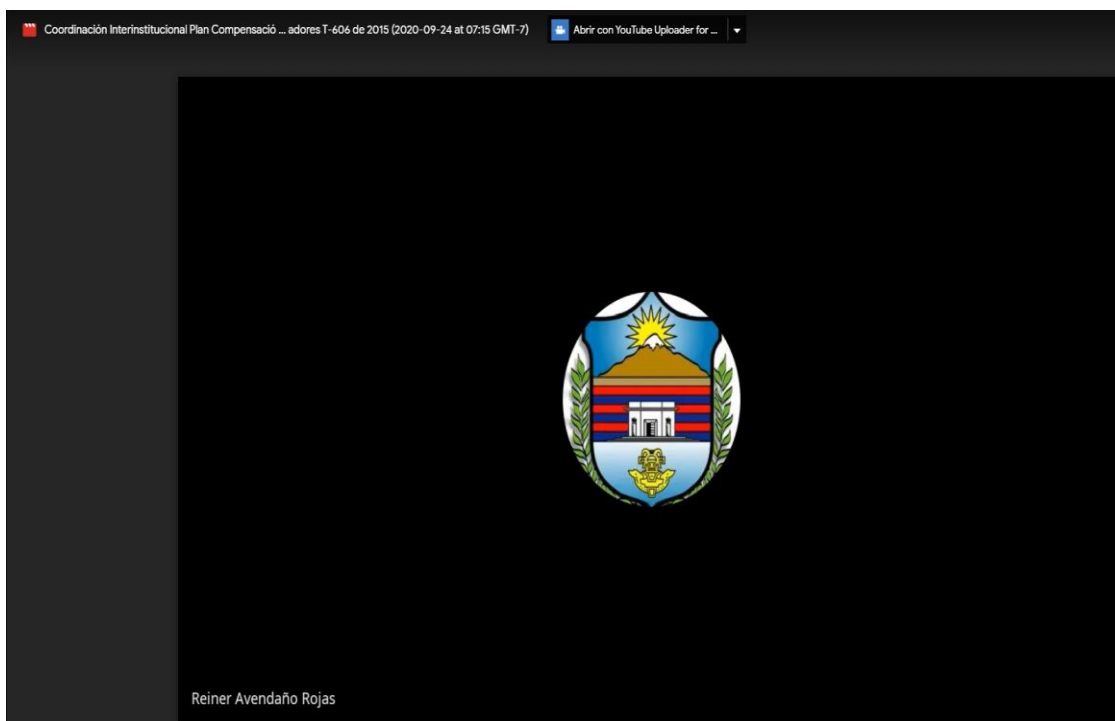 Coordinación Interinstitucional Plan Compensació ... adores T-606 de 2015 (2020-09-24 at 07:15 GMT-7)
Abrir con YouTube Uploader for ...
Reiner Avendaño Rojas